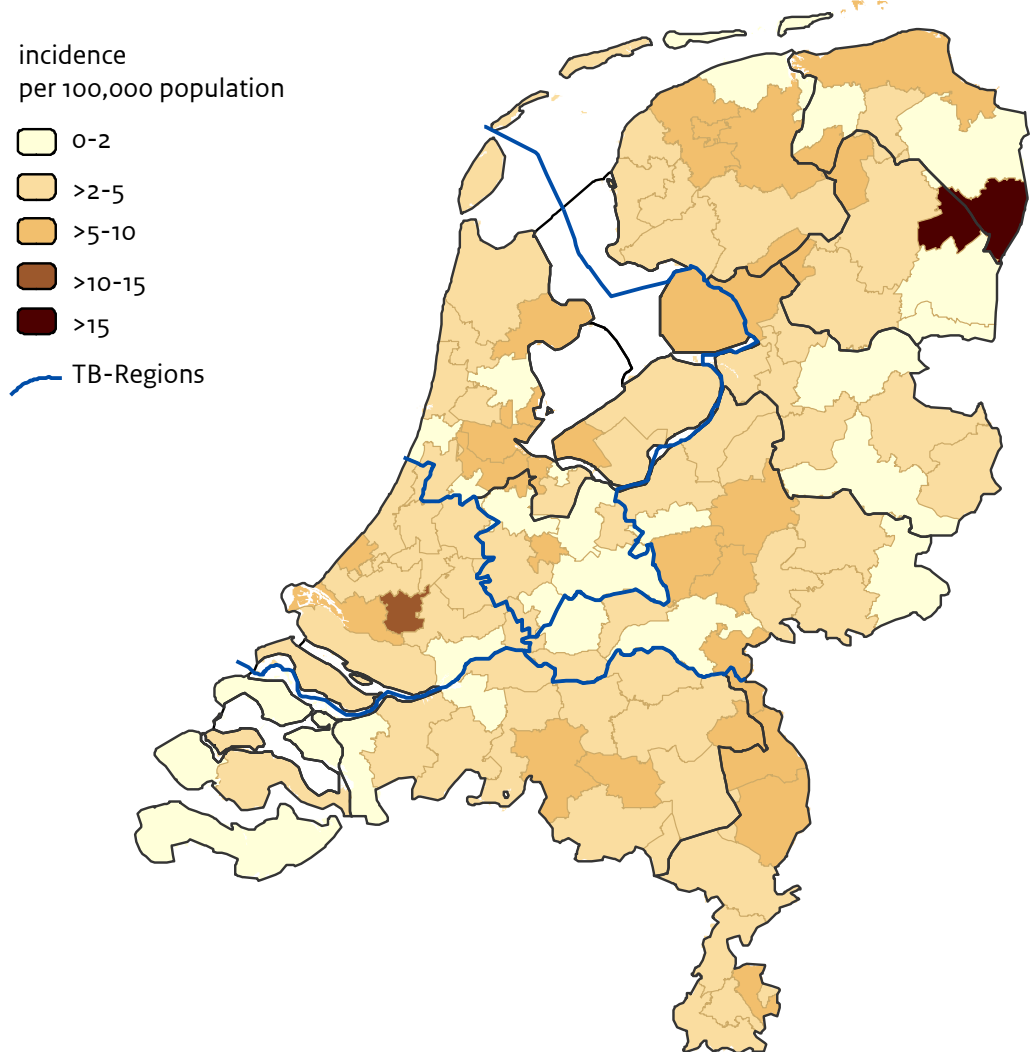 incidence
per 100,000 population
0-2
>2-5
>5-10
>10-15
>15
TB-Regions